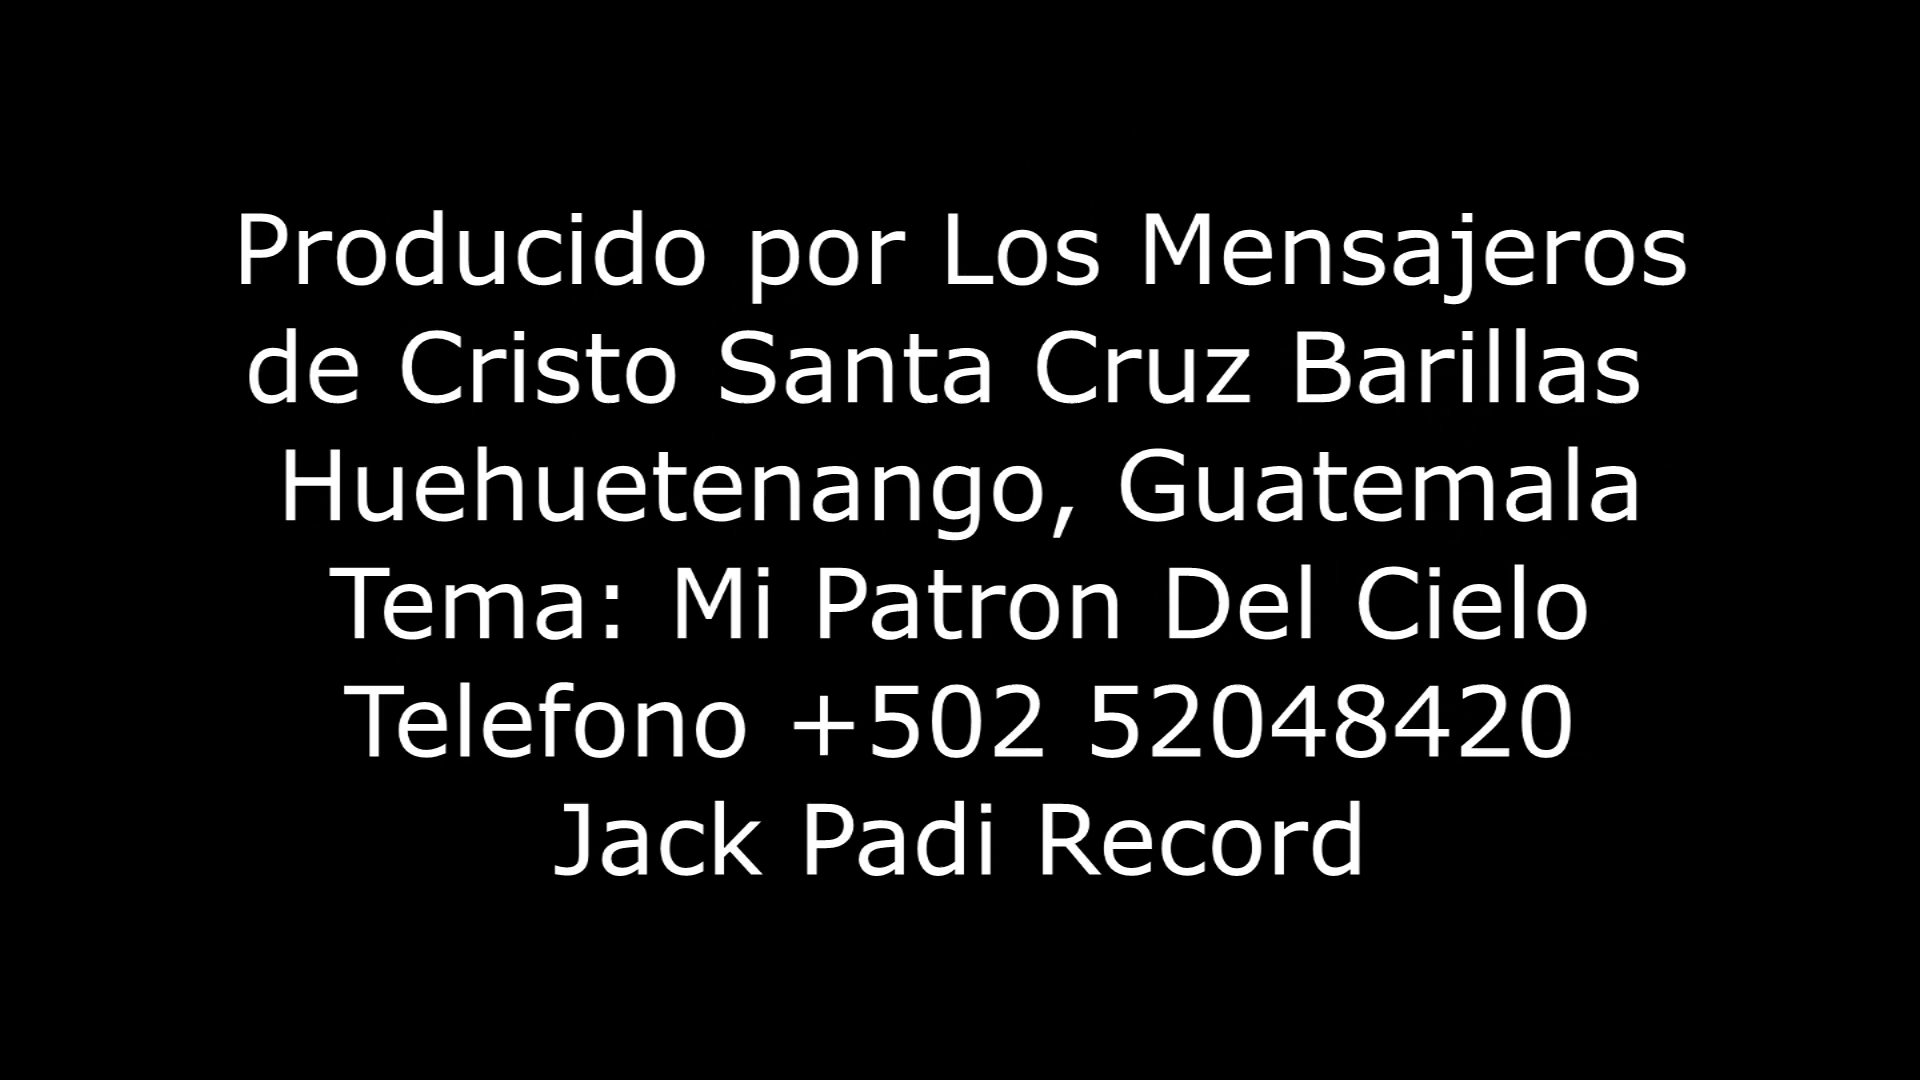 Producido por Los Mensajeros
de Cristo Santa Cruz Barillas
Huehuetenango, Guatemala
Tema: Mi Patron Del Cielo
Telefono +502 52048420
Jack Padi Record